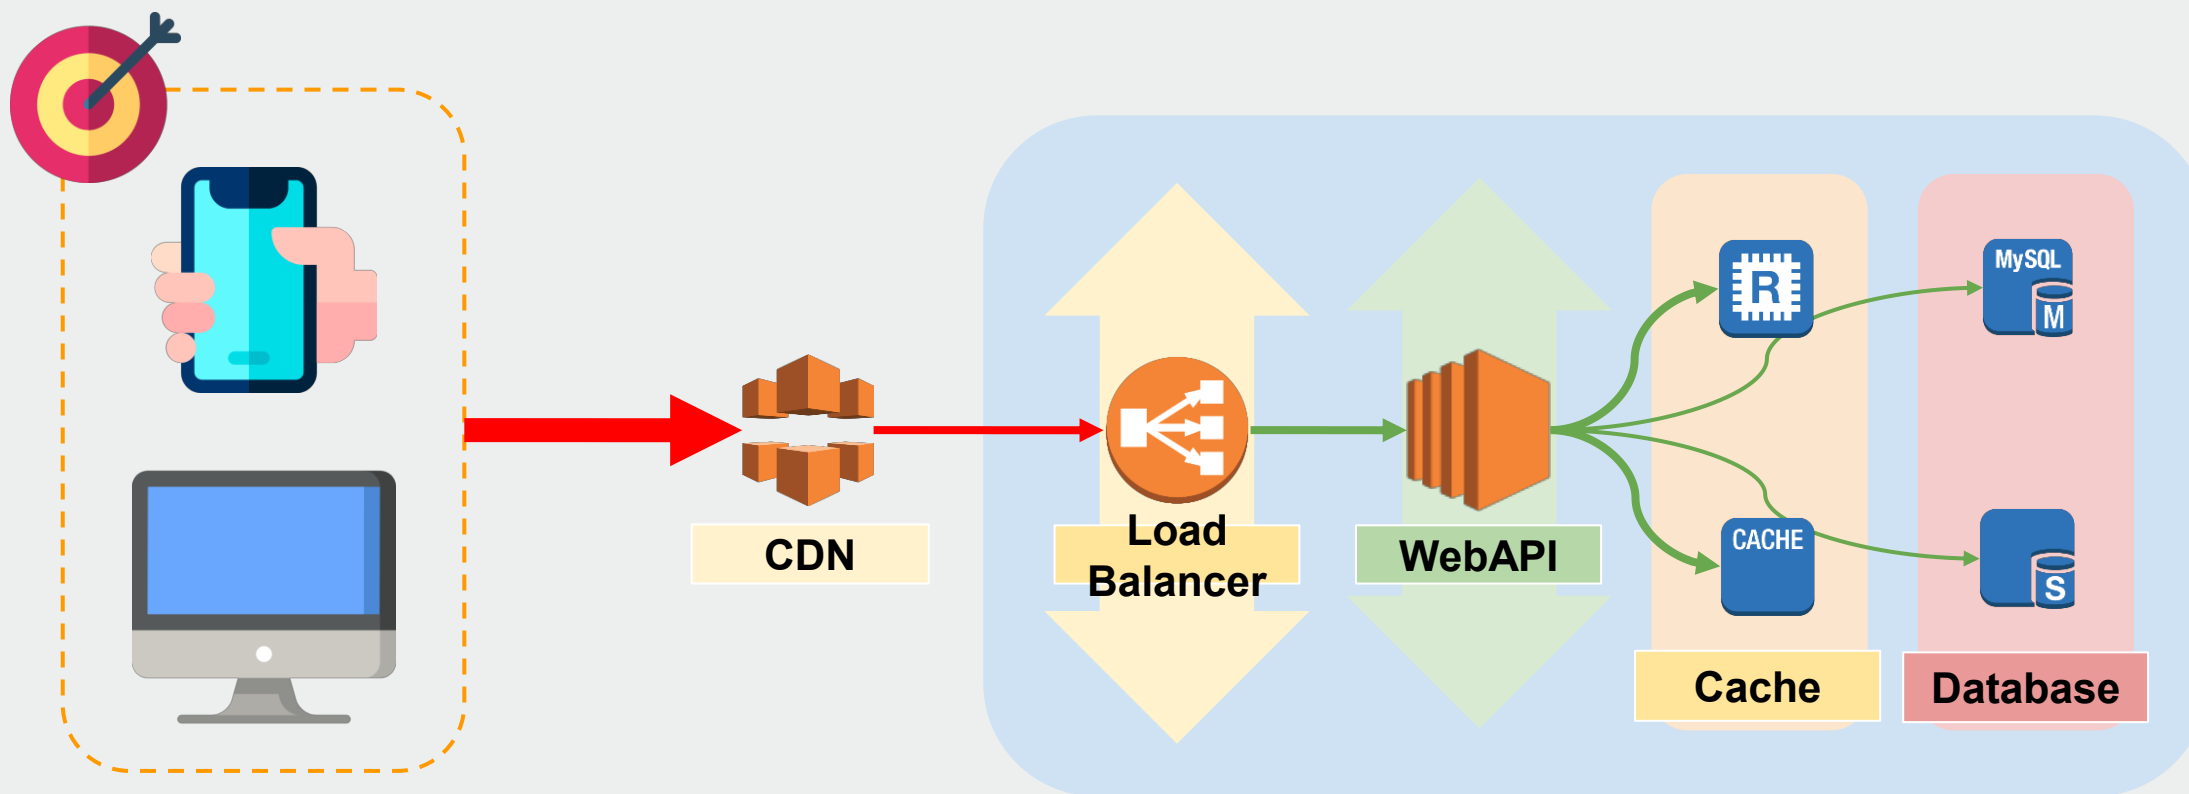 CDN
Load
Balancer
WebAPI
R
CACHE
Cache
MySQL
M
S
Database